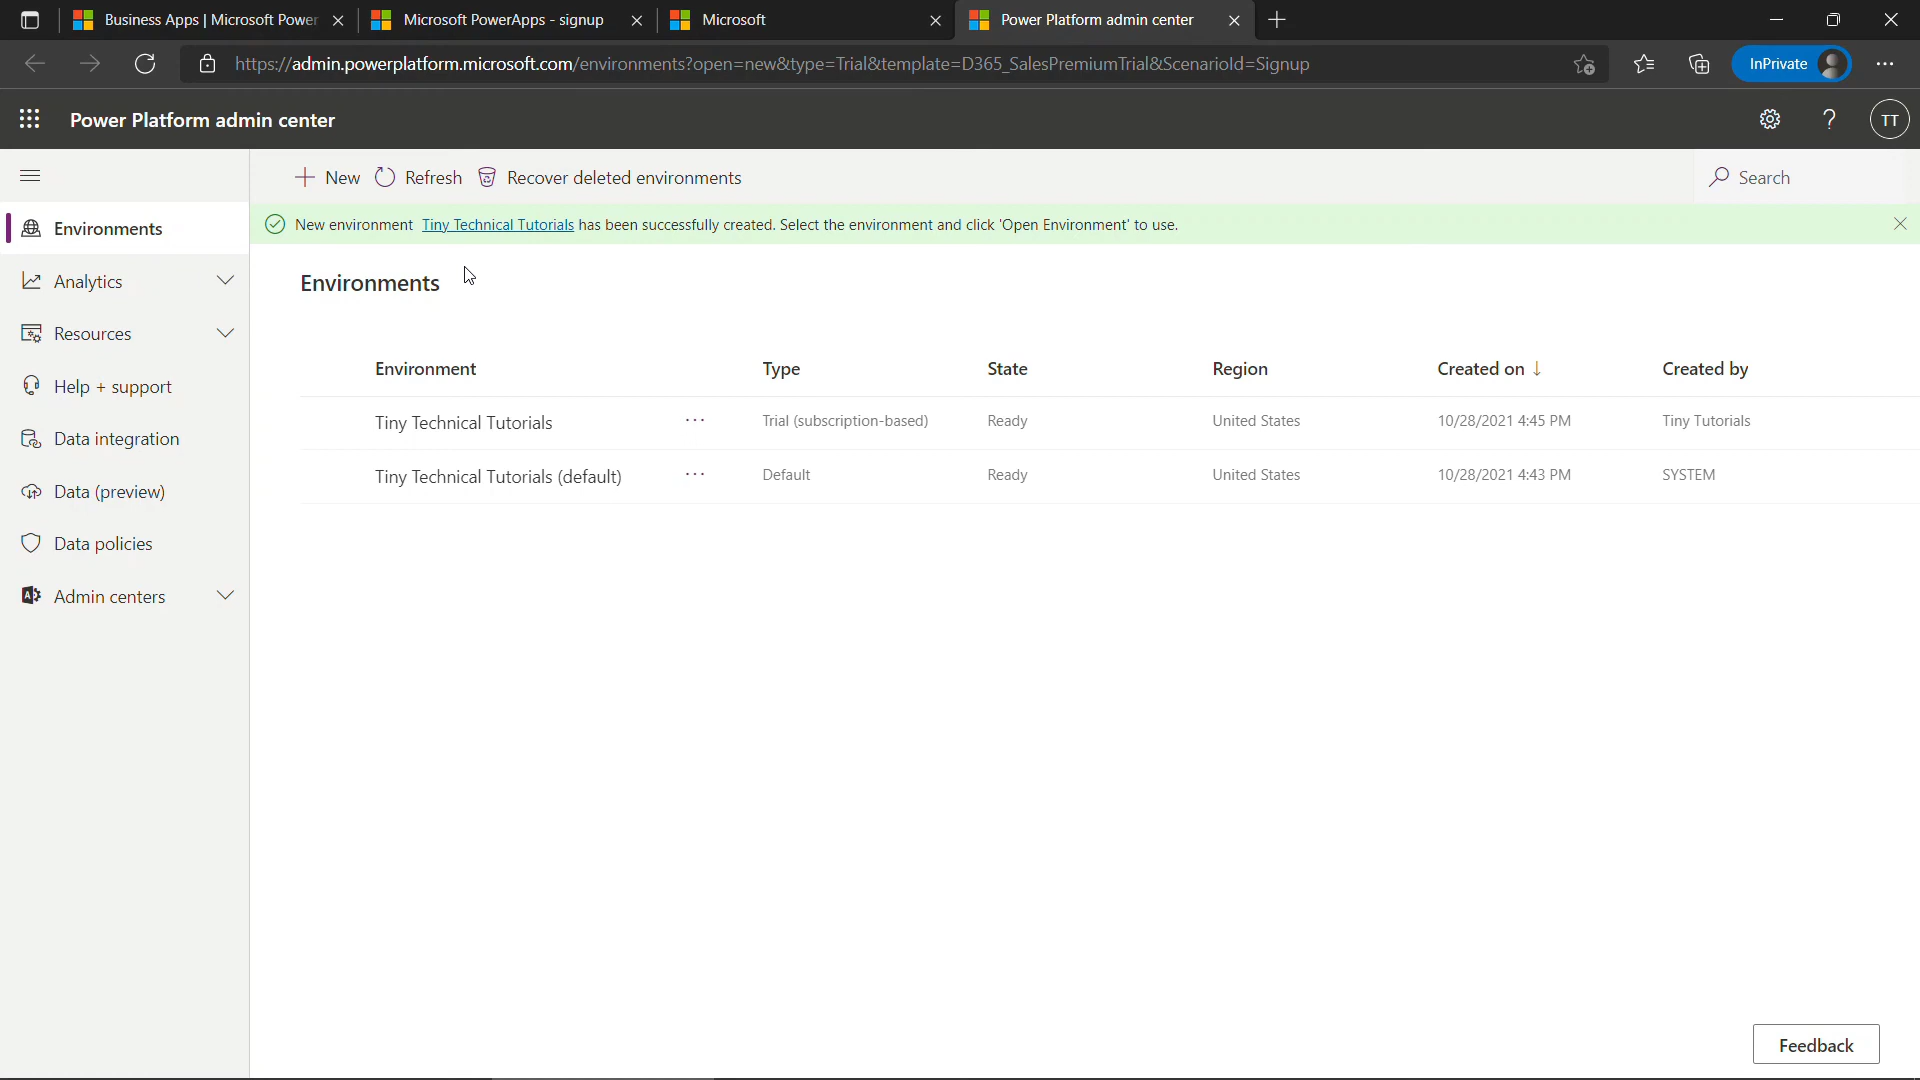 Business Apps | Microsoft Power
Microsoft PowerApps - signup
Microsoft
Power Platform admin center
https://admin.powerplatform.microsoft.com/environments?open=new&type=Trial&template=D365_SalesPremiumTrial&ScenarioId=Signup
InPrivate
Power Platform admin center
?
TT
New
Refresh
Recover deleted environments
Search
Environments
New environment Tiny Technical Tutorials has been successfully created. Select the environment and click 'Open Environment' to use.
Analytics
Resources
Help + support
Data integration
Data (preview)
Data policies
Admin centers
Environments
Environment Type State Region Created on ↓ Created by
Tiny Technical Tutorials ... Trial (subscription-based) Ready United States 10/28/2021 4:45 PM Tiny Tutorials
Tiny Technical Tutorials (default) ... Default Ready United States 10/28/2021 4:43 PM SYSTEM
Feedback